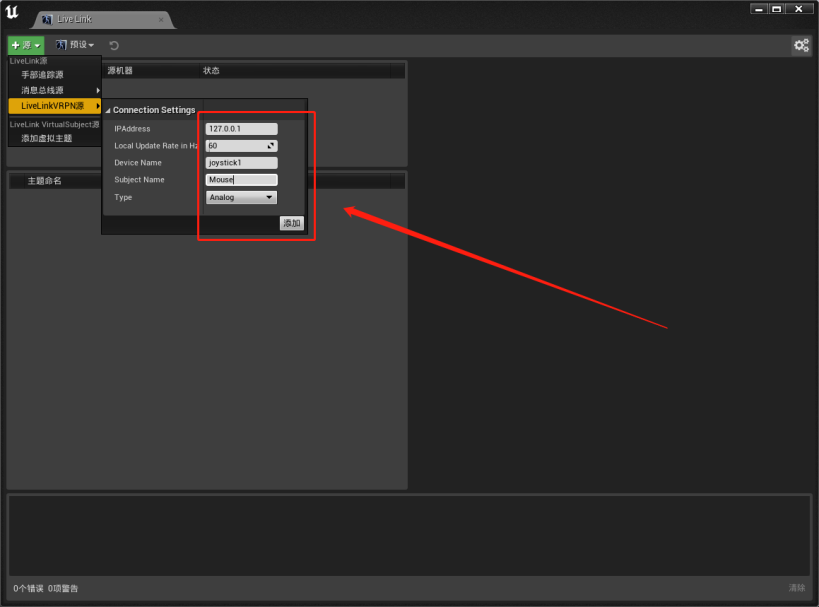 Live Link
源
预设
LiveLink源
手部追踪源
消息总线源
LiveLinkVRPN源
LiveLink VirtualSubject源
添加虚拟主题
源机器 状态
Connection Settings
IPAddress 127.0.0.1
Local Update Rate in Hz 60
Device Name joystick1
Subject Name Mouse
Type Analog
添加
主题命名
0个错误 0项警告
清除